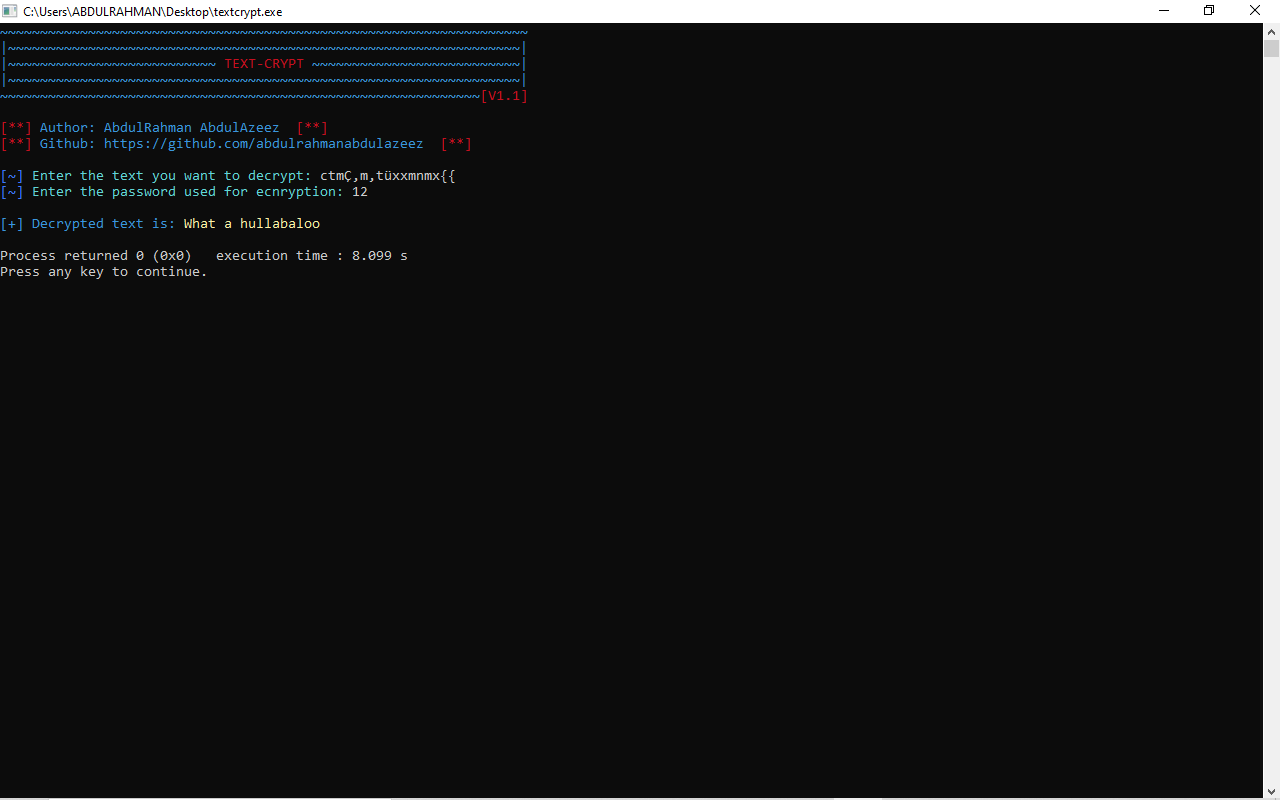 C:\Users\ABDULRAHMAN\Desktop\textcrypt.exe
~~~~~~~~~~~~~~~~~~~~~~~~~~~~~~~~~~~~~~~~~~~~~~~~~~~~~~~~~~~~~~~~~~
|~~~~~~~~~~~~~~~~~~~~~~~~~~~~~~~~~~~~~~~~~~~~~~~~~~~~~~~~~~~~~~~~|
|~~~~~~~~~~~~~~~~~~~~~~~~~~ TEXT-CRYPT ~~~~~~~~~~~~~~~~~~~~~~~~~~|
|~~~~~~~~~~~~~~~~~~~~~~~~~~~~~~~~~~~~~~~~~~~~~~~~~~~~~~~~~~~~~~~~|
~~~~~~~~~~~~~~~~~~~~~~~~~~~~~~~~~~~~~~~~~~~~~~~~~~~~~~~~~~~~[V1.1]
[**] Author: AbdulRahman AbdulAzeez  [**]
[**] Github: https://github.com/abdulrahmanabdulazeez  [**]
[~] Enter the text you want to decrypt: ctmÇ,m,tüxxmnmx{{
[~] Enter the password used for ecnryption: 12
[+] Decrypted text is: What a hullabaloo
Process returned 0 (0x0)   execution time : 8.099 s
Press any key to continue.